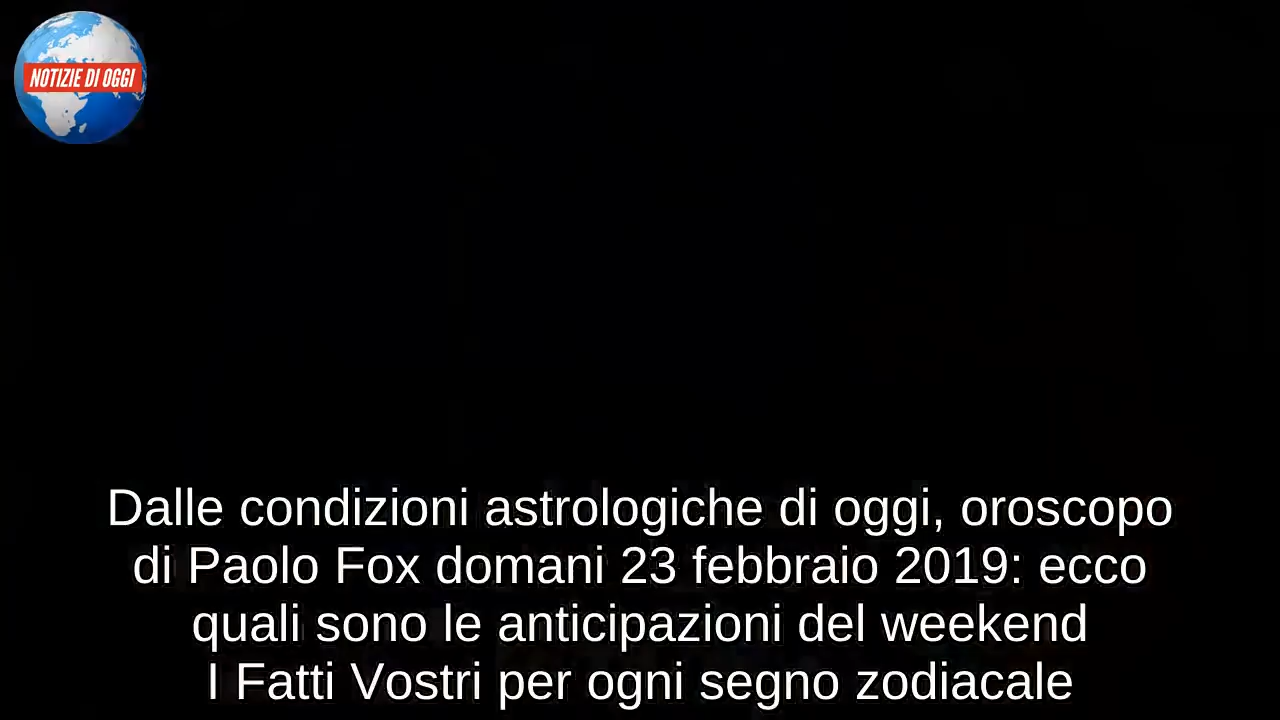 NOTIZIE DI OGGI
Dalle condizioni astrologiche di oggi, oroscopo
di Paolo Fox domani 23 febbraio 2019: ecco
quali sono le anticipazioni del weekend
I Fatti Vostri per ogni segno zodiacale